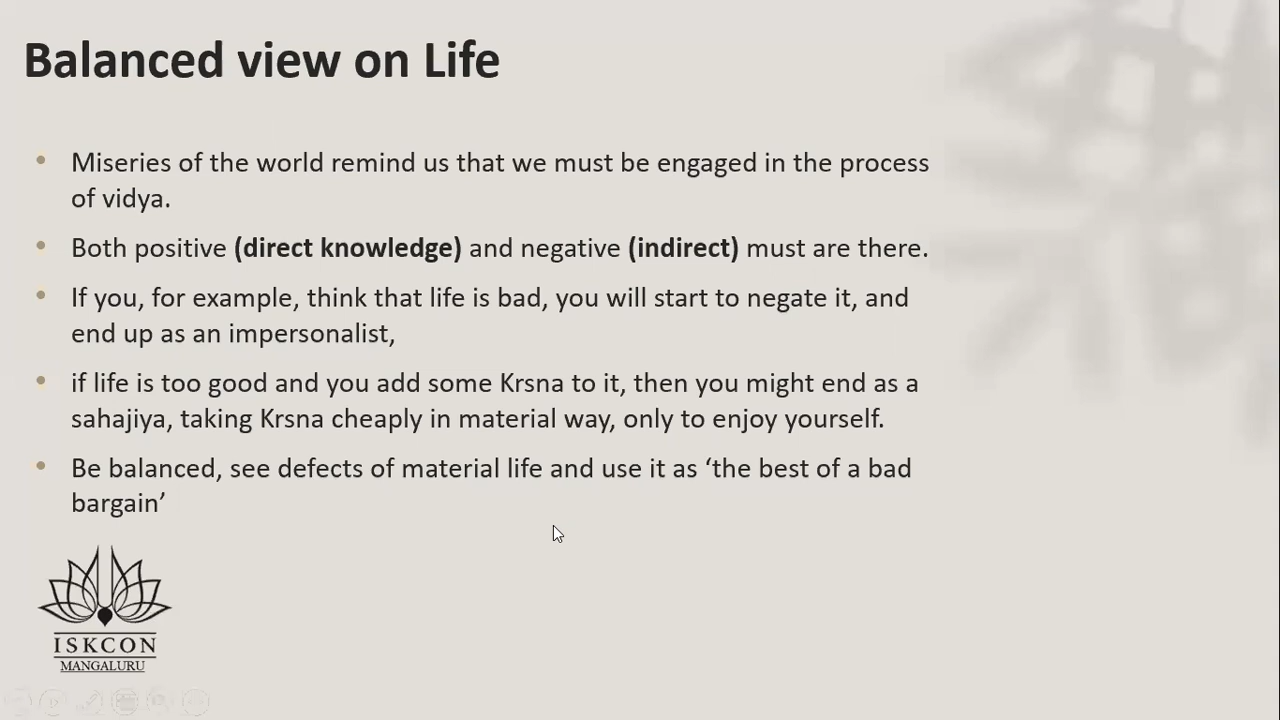 Balanced view on Life
• Miseries of the world remind us that we must be engaged in the process
of vidya.
• Both positive (direct knowledge) and negative (indirect) must are there.
• If you, for example, think that life is bad, you will start to negate it, and
end up as an impersonalist,
• if life is too good and you add some Krsna to it, then you might end as a
sahajiya, taking Krsna cheaply in material way, only to enjoy yourself.
• Be balanced, see defects of material life and use it as ‘the best of a bad
bargain’
ISKCON
MANGALURU